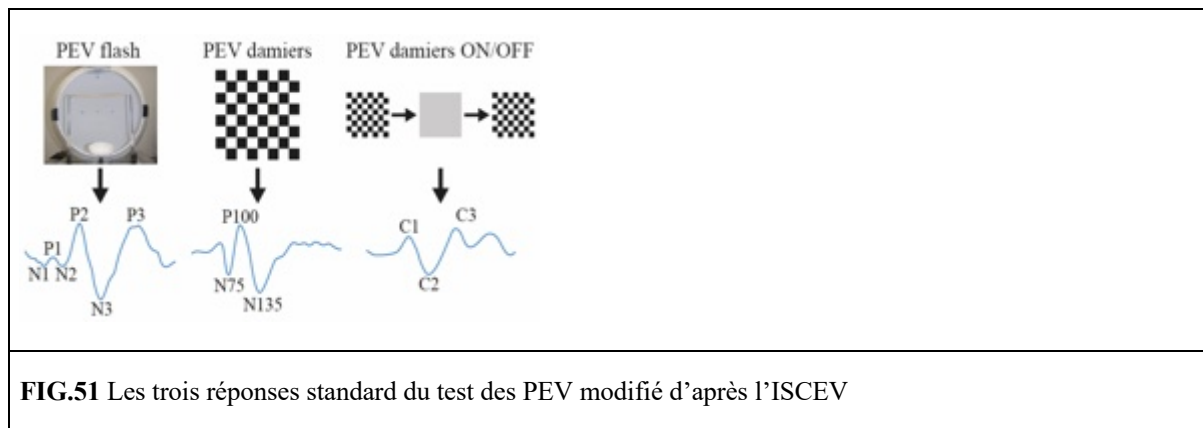 PEV flash PEV damiers PEV damiers ON/OFF
P2 P3 P100 C1 C3
P1
N1 N2 N75 C2
N3 N135
FIG.51 Les trois réponses standard du test des PEV modifié d’après l’ISCEV